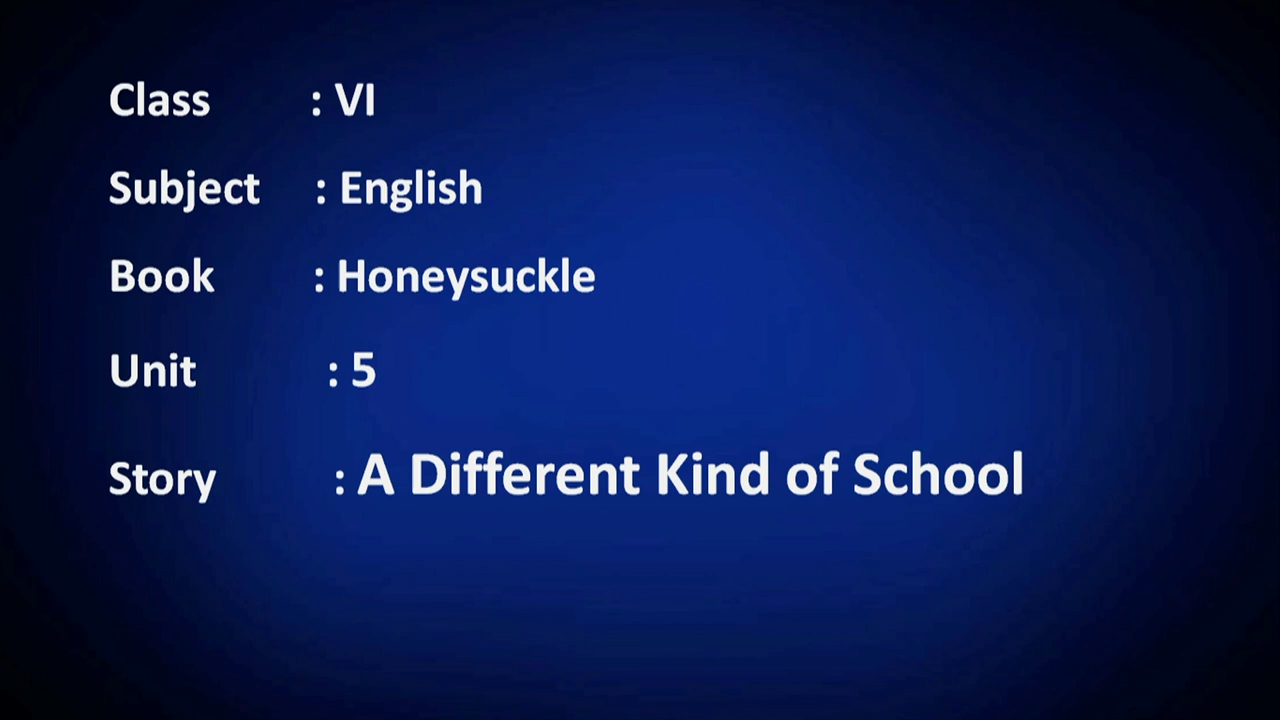 Class : VI
Subject : English
Book : Honeysuckle
Unit : 5
Story : A Different Kind of School